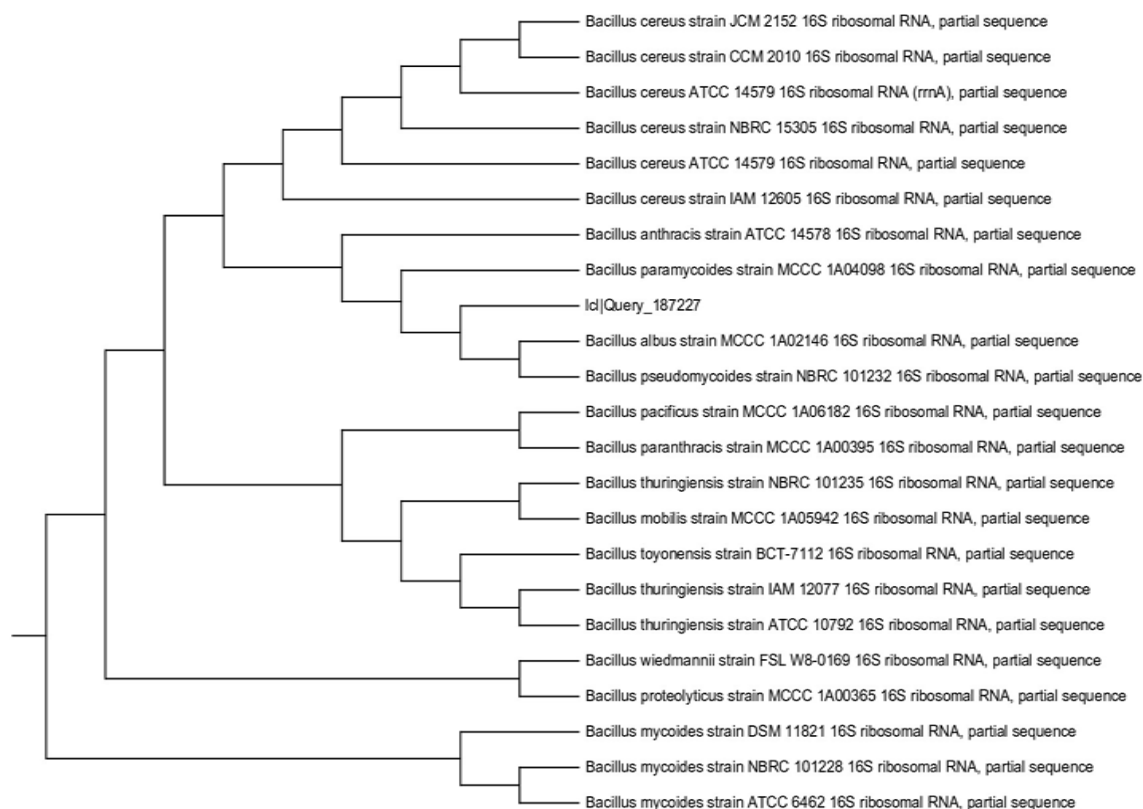 Bacillus cereus strain JCM 2152 16S ribosomal RNA, partial sequence
Bacillus cereus strain CCM 2010 16S ribosomal RNA, partial sequence
Bacillus cereus ATCC 14579 16S ribosomal RNA (rrnA), partial sequence
Bacillus cereus strain NBRC 15305 16S ribosomal RNA, partial sequence
Bacillus cereus ATCC 14579 16S ribosomal RNA, partial sequence
Bacillus cereus strain IAM 12605 16S ribosomal RNA, partial sequence
Bacillus anthracis strain ATCC 14578 16S ribosomal RNA, partial sequence
Bacillus paramycoides strain MCCC 1A04098 16S ribosomal RNA, partial sequence
lcl|Query_187227
Bacillus albus strain MCCC 1A02146 16S ribosomal RNA, partial sequence
Bacillus pseudomycoides strain NBRC 101232 16S ribosomal RNA, partial sequence
Bacillus pacificus strain MCCC 1A06182 16S ribosomal RNA, partial sequence
Bacillus paranthracis strain MCCC 1A00395 16S ribosomal RNA, partial sequence
Bacillus thuringiensis strain NBRC 101235 16S ribosomal RNA, partial sequence
Bacillus mobilis strain MCCC 1A05942 16S ribosomal RNA, partial sequence
Bacillus toyonensis strain BCT-7112 16S ribosomal RNA, partial sequence
Bacillus thuringiensis strain IAM 12077 16S ribosomal RNA, partial sequence
Bacillus thuringiensis strain ATCC 10792 16S ribosomal RNA, partial sequence
Bacillus wiedmannii strain FSL W8-0169 16S ribosomal RNA, partial sequence
Bacillus proteolyticus strain MCCC 1A00365 16S ribosomal RNA, partial sequence
Bacillus mycoides strain DSM 11821 16S ribosomal RNA, partial sequence
Bacillus mycoides strain NBRC 101228 16S ribosomal RNA, partial sequence
Bacillus mycoides strain ATCC 6462 16S ribosomal RNA, partial sequence